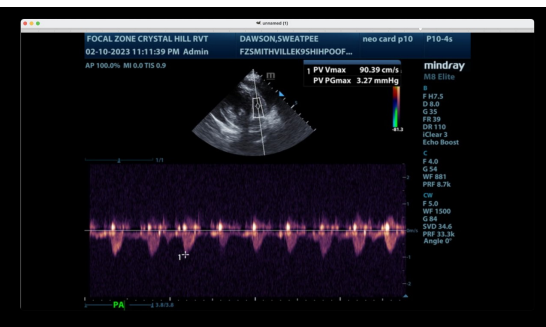 unnamed (1)
FOCAL ZONE CRYSTAL HILL RVT DAWSON,SWEATPEE neo card p10 P10-4s
02-10-2023 11:11:39 PM Admin FZSMITHVILLEK9SHIHPOOF...
AP 100.0% MI 0.0 TIS 0.9
1 PV Vmax 90.39 cm/s
PV PGmax 3.27 mmHg
m
mindray
M8 Elite
B
F H7.5
D 8.0
G 35
FR 39
DR 110
iClear 3
Echo Boost
C
F 4.0
G 54
WF 881
PRF 8.7k
CW
F 5.0
WF 1500
G 84
SVD 34.6
PRF 33.3k
Angle 0°
1/1
1
PA